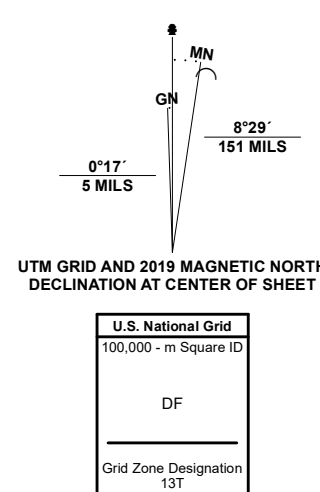 MN
GN
8°29´
151 MILS
0°17´
5 MILS
UTM GRID AND 2019 MAGNETIC NORTH
DECLINATION AT CENTER OF SHEET
U.S. National Grid
100,000 - m Square ID
DF
Grid Zone Designation
13T